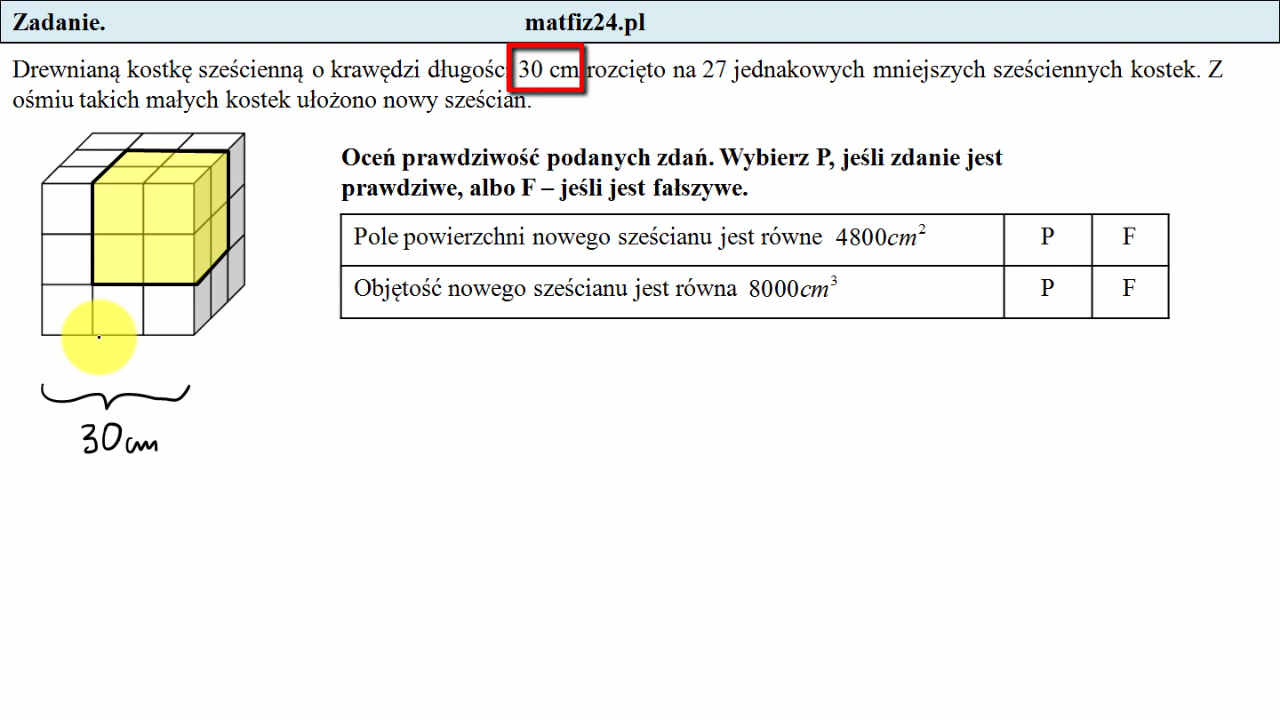 Zadanie. matfiz24.pl
Drewnianą kostkę sześcienną o krawędzi długośc 30 cm rozcięto na 27 jednakowych mniejszych sześciennych kostek. Z
ośmiu takich małych kostek ułożono nowy sześcian.
Oceń prawdziwość podanych zdań. Wybierz P, jeśli zdanie jest
prawdziwe, albo F – jeśli jest fałszywe.
Pole powierzchni nowego sześcianu jest równe 4800cm² P F
Objętość nowego sześcianu jest równa 8000cm³ P F
30cm